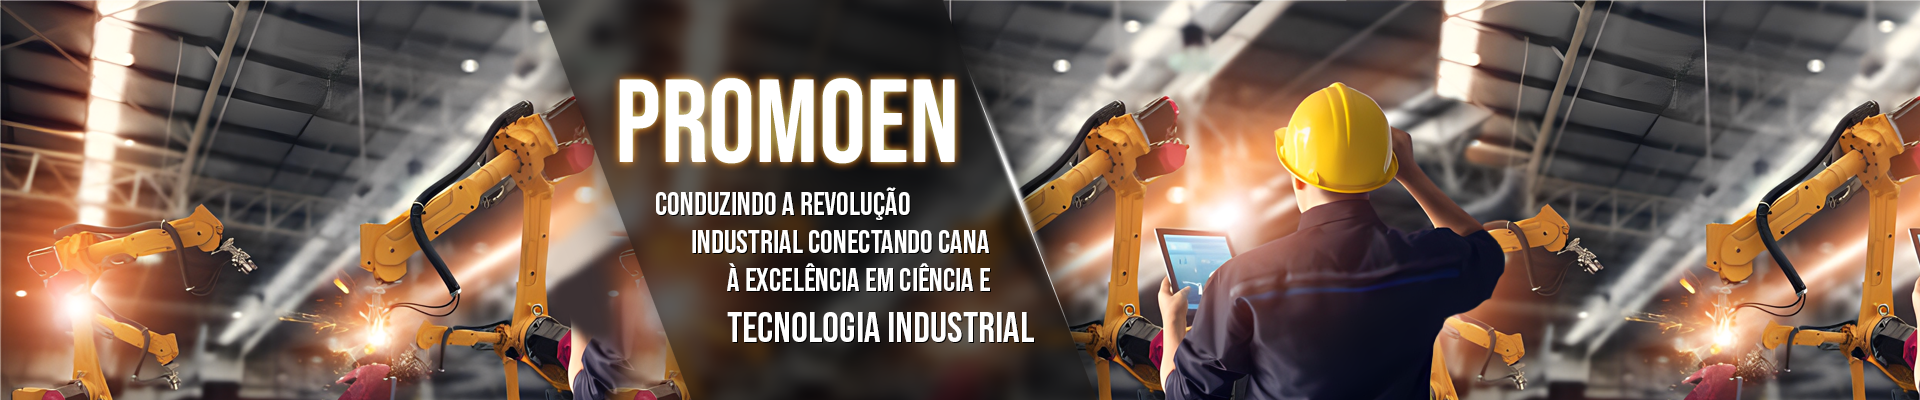 PROMOEN
CONDUZINDO A REVOLUÇÃO
INDUSTRIAL CONECTANDO CANA
À EXCELÊNCIA EM CIÊNCIA E
TECNOLOGIA INDUSTRIAL